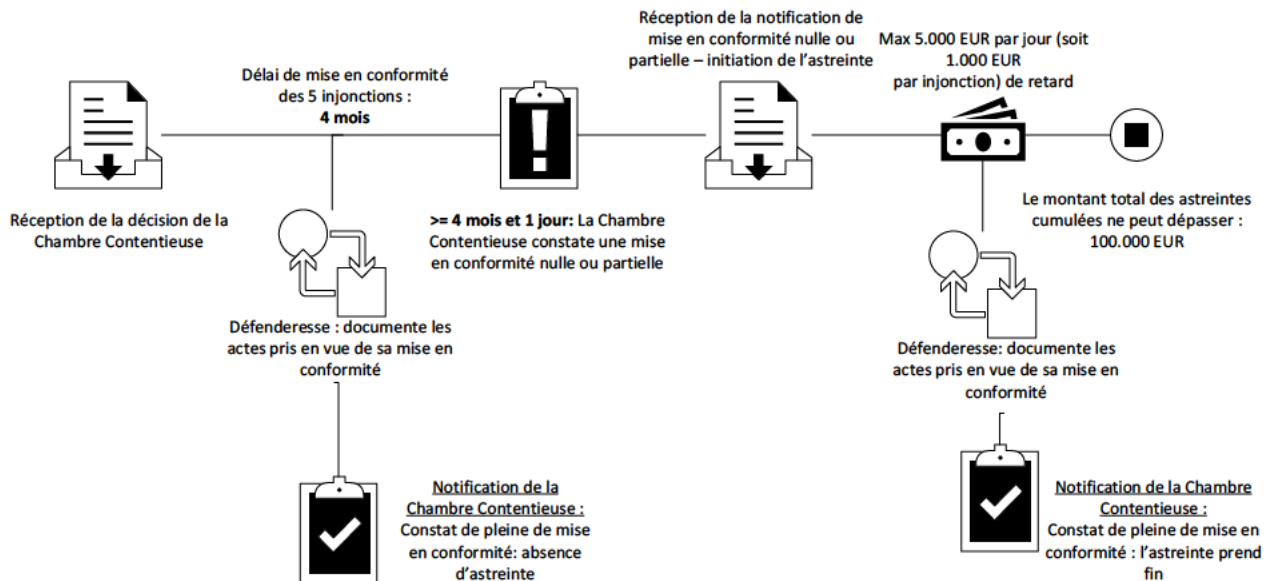 Réception de la décision de la
Chambre Contentieuse
Délai de mise en conformité
des 5 injonctions :
4 mois
Défenderesse : documente les
actes pris en vue de sa mise en
conformité
Notification de la
Chambre Contentieuse :
Constat de pleine de mise
en conformité: absence
d’astreinte
>= 4 mois et 1 jour: La Chambre
Contentieuse constate une mise
en conformité nulle ou partielle
Réception de la notification de
mise en conformité nulle ou
partielle – initiation de l’astreinte
Max 5.000 EUR par jour (soit
1.000 EUR
par injonction) de retard
Le montant total des astreintes
cumulées ne peut dépasser :
100.000 EUR
Défenderesse: documente les
actes pris en vue de sa mise en
conformité
Notification de la Chambre
Contentieuse :
Constat de pleine de mise en
conformité : l’astreinte prend
fin